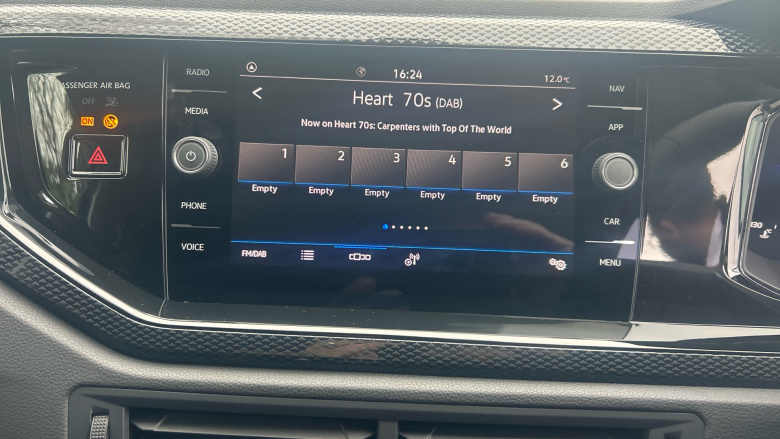 PASSENGER AIR BAG
OFF
ON
RADIO
MEDIA
PHONE
VOICE
16:24
12.0°C
Heart 70s (DAB)
Now on Heart 70s: Carpenters with Top Of The World
1 2 3 4 5 6
Empty Empty Empty Empty Empty Empty
FM/DAB
NAV
APP
CAR
MENU